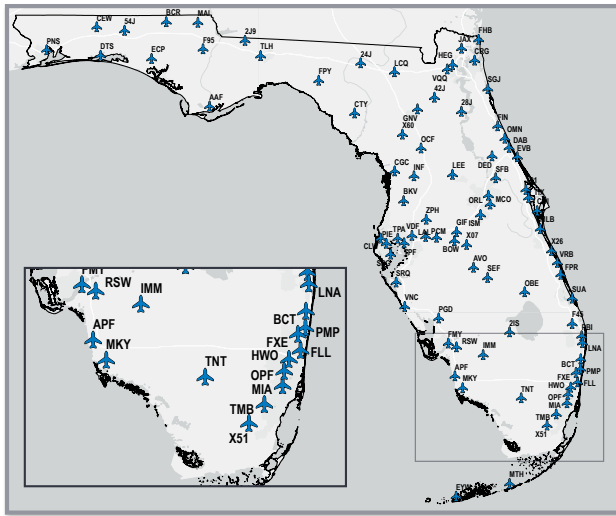 BCR
MAI
CEW
54J
2J9
FHB
PNS
DTS
ECP
F95
TLH
24J
JAX
CRG
HEG
LCQ
VQQ
FPY
42J
SGJ
AAF
CTY
GNV
28J
X60
FIN
OMN
OCF
DAB
EVB
DED
CGC
INF
LEE
SFB
BKV
ORL
MCO
ZPH
ISM
MLB
PIE
TPA
VDF
LAL
PCM
GIF
X07
CLW
SPF
BOW
X26
VRB
AVO
FPR
SRQ
SEF
OBE
SUA
VNC
PGD
2IS
F45
PBI
FMY
RSW
IMM
LNA
BCT
PMP
APF
FXE
MKY
HWO
FLL
TNT
OPF
MIA
TMB
X51
MTH
EYW
FMY
RSW
IMM
LNA
BCT
APF
PMP
FXE
MKY
HWO
FLL
TNT
OPF
MIA
TMB
X51